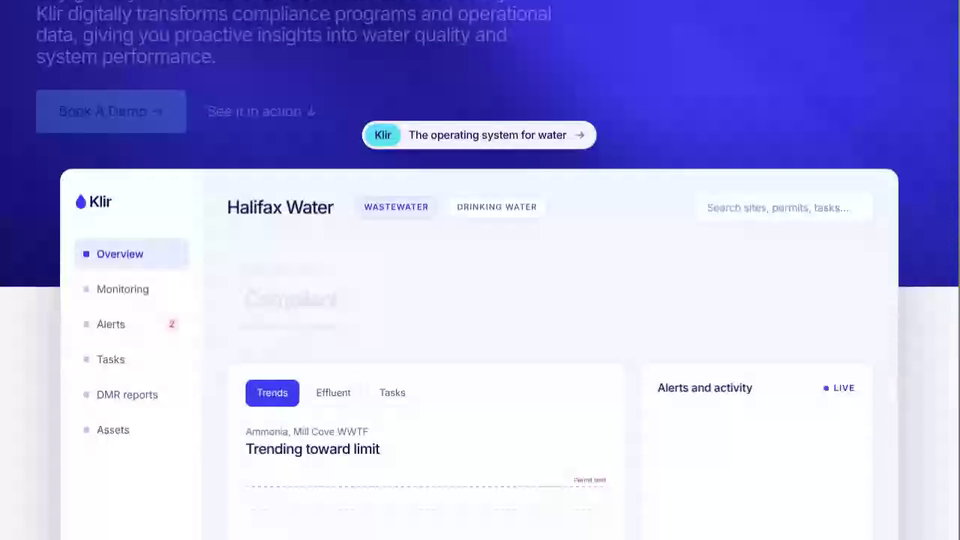 Klir digitally transforms compliance programs and operational
data, giving you proactive insights into water quality and
system performance.
Book A Demo →
See it in action ↓
Klir The operating system for water →
Klir
Halifax Water
WASTEWATER
DRINKING WATER
Search sites, permits, tasks...
Overview
Monitoring
Alerts 2
Tasks
DMR reports
Assets
Compliant
Trends
Effluent
Tasks
Ammonia, Mill Cove WWTF
Trending toward limit
Permit limit
Alerts and activity
LIVE